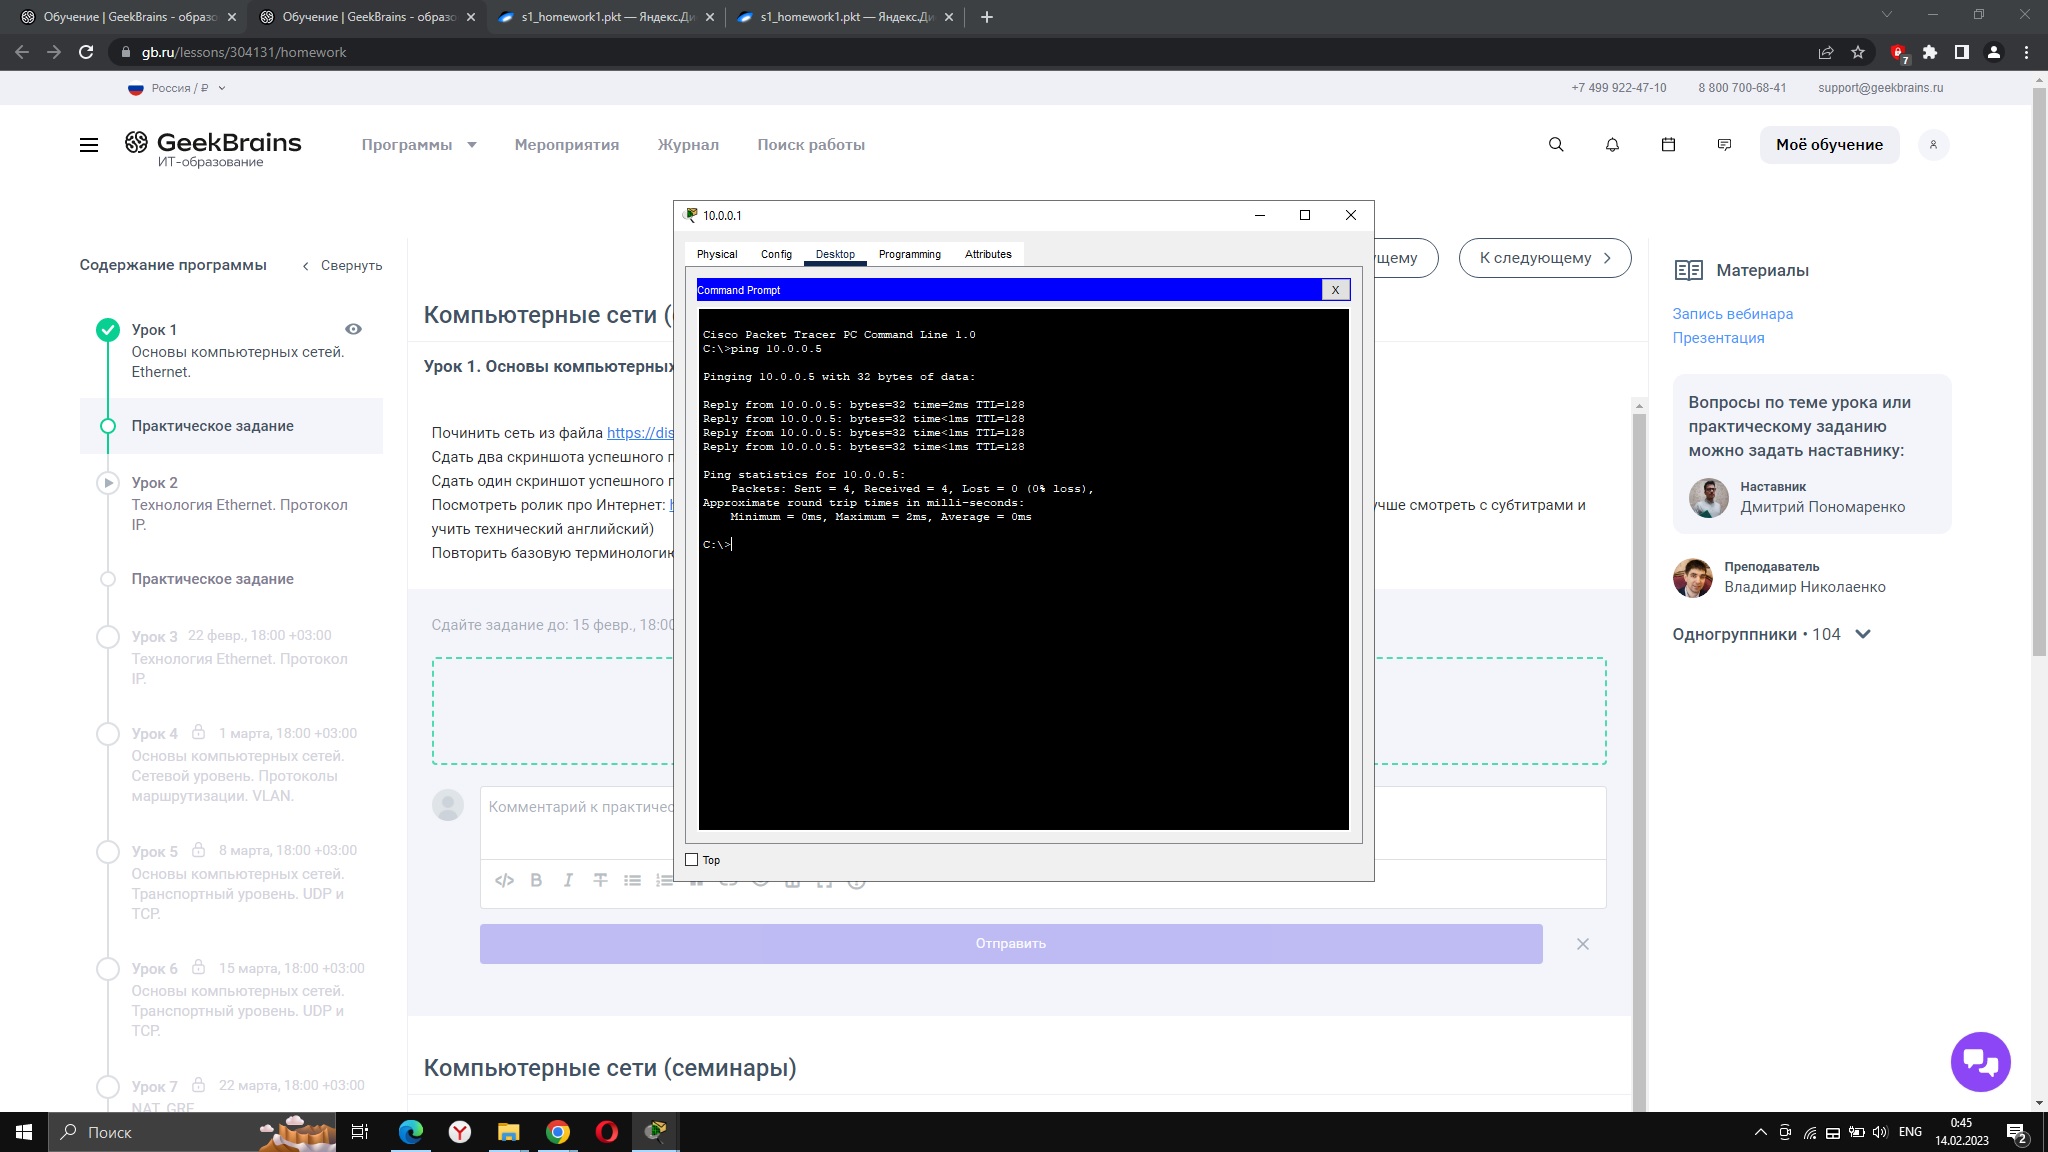 Обучение | GeekBrains - образо
Обучение | GeekBrains - образо
s1_homework1.pkt — Яндекс.Ди
s1_homework1.pkt — Яндекс.Ди
gb.ru/lessons/304131/homework
7
Россия / ₽
+7 499 922-47-10
8 800 700-68-41
support@geekbrains.ru
GeekBrains
ИТ-образование
Программы
Мероприятия
Журнал
Поиск работы
Моё обучение
Содержание программы
Свернуть
Урок 1
Основы компьютерных сетей.
Ethernet.
Практическое задание
Урок 2
Технология Ethernet. Протокол
IP.
Практическое задание
Урок 3 22 февр., 18:00 +03:00
Технология Ethernet. Протокол
IP.
Урок 4 1 марта, 18:00 +03:00
Основы компьютерных сетей.
Сетевой уровень. Протоколы
маршрутизации. VLAN.
Урок 5 8 марта, 18:00 +03:00
Основы компьютерных сетей.
Транспортный уровень. UDP и
TCP.
Урок 6 15 марта, 18:00 +03:00
Основы компьютерных сетей.
Транспортный уровень. UDP и
TCP.
Урок 7 22 марта, 18:00 +03:00
NAT. GRE
Компьютерные сети (
Урок 1. Основы компьютерных
Починить сеть из файла https://dis
Сдать два скриншота успешного п
Сдать один скриншот успешного п
Посмотреть ролик про Интернет: h
учше смотреть с субтитрами и
учить технический английский)
Повторить базовую терминологию
Сдайте задание до: 15 февр., 18:00
Комментарий к практичес
Отправить
Компьютерные сети (семинары)
ущему
К следующему
10.0.0.1
Physical
Config
Desktop
Programming
Attributes
Command Prompt
X
Cisco Packet Tracer PC Command Line 1.0
C:\>ping 10.0.0.5
Pinging 10.0.0.5 with 32 bytes of data:
Reply from 10.0.0.5: bytes=32 time=2ms TTL=128
Reply from 10.0.0.5: bytes=32 time<1ms TTL=128
Reply from 10.0.0.5: bytes=32 time<1ms TTL=128
Reply from 10.0.0.5: bytes=32 time<1ms TTL=128
Ping statistics for 10.0.0.5:
Packets: Sent = 4, Received = 4, Lost = 0 (0% loss),
Approximate round trip times in milli-seconds:
Minimum = 0ms, Maximum = 2ms, Average = 0ms
C:\>
Top
Материалы
Запись вебинара
Презентация
Вопросы по теме урока или
практическому заданию
можно задать наставнику:
Наставник
Дмитрий Пономаренко
Преподаватель
Владимир Николаенко
Одногруппники • 104
Поиск
ENG
0:45
14.02.2023
2